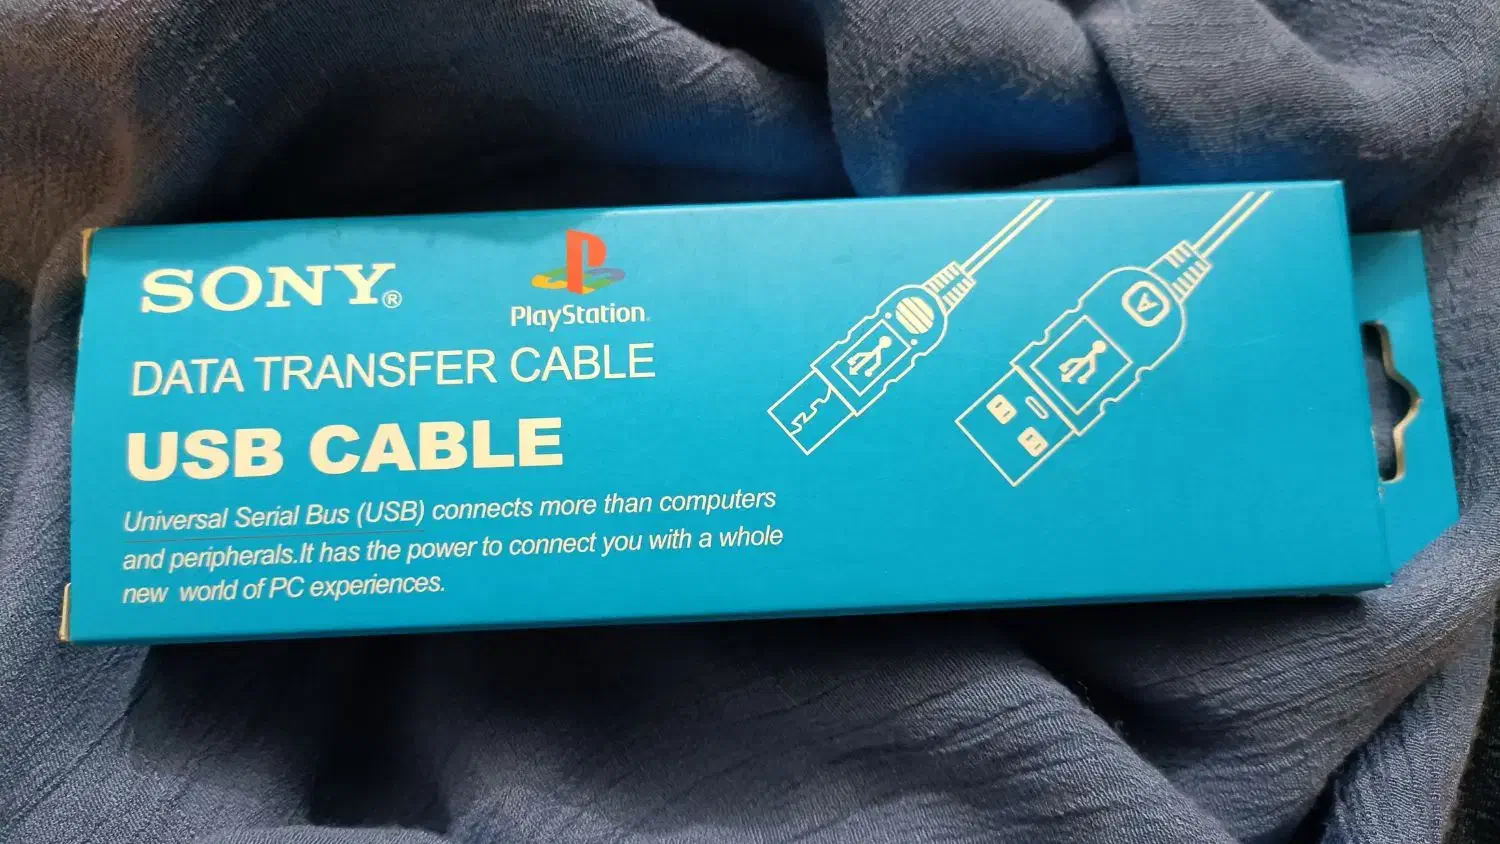 SONY®
PlayStation
DATA TRANSFER CABLE
USB CABLE
Universal Serial Bus (USB) connects more than computers
and peripherals.It has the power to connect you with a whole
new world of PC experiences.
A